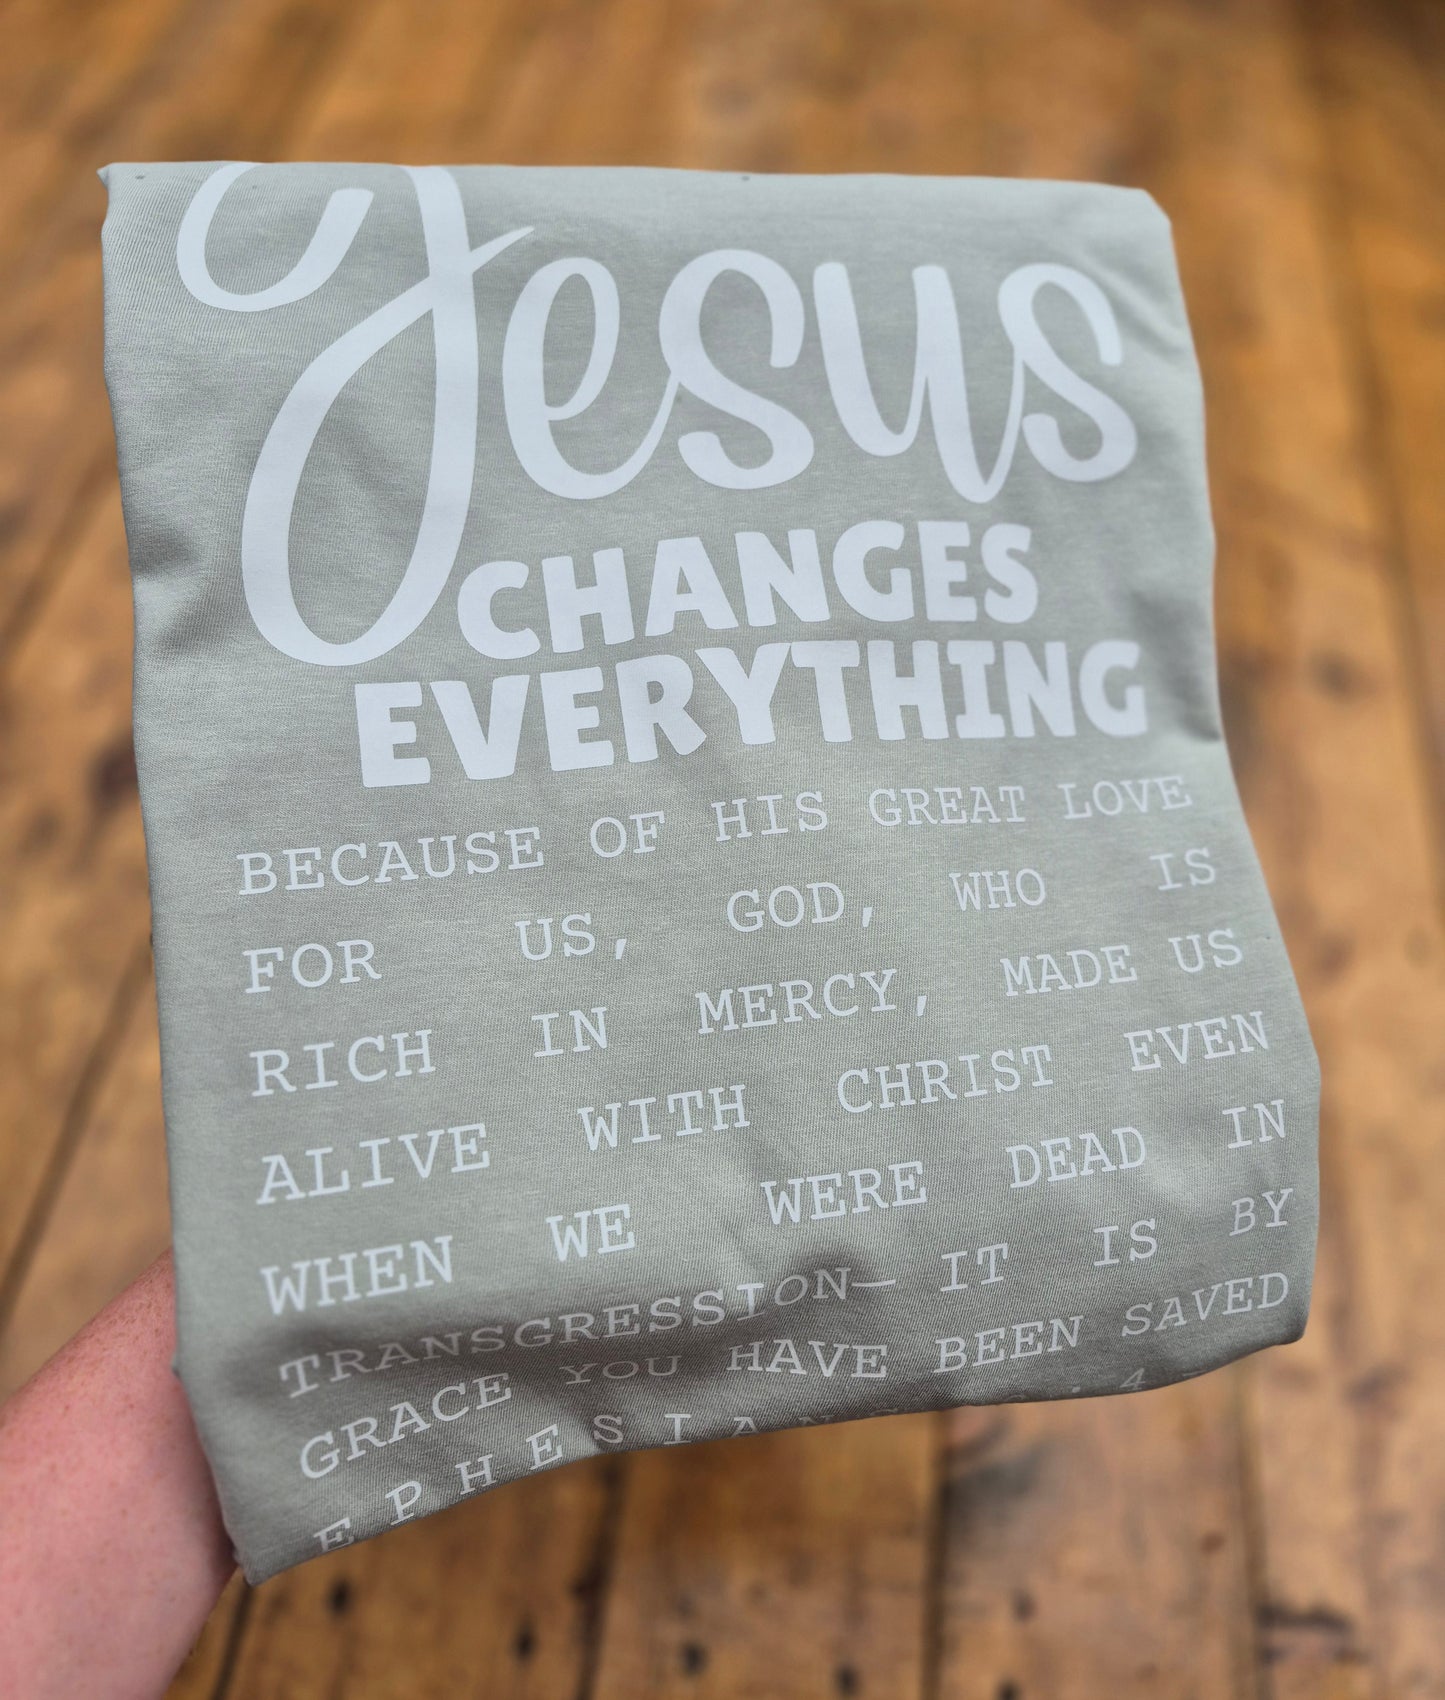 Jesus
CHANGES
EVERYTHING
BECAUSE OF HIS GREAT LOVE
FOR US, GOD, WHO IS
RICH IN MERCY, MADE US
ALIVE WITH CHRIST EVEN
WHEN WE WERE DEAD IN
TRANSGRESSION— IT IS BY
GRACE YOU HAVE BEEN SAVED
EPHESIANS